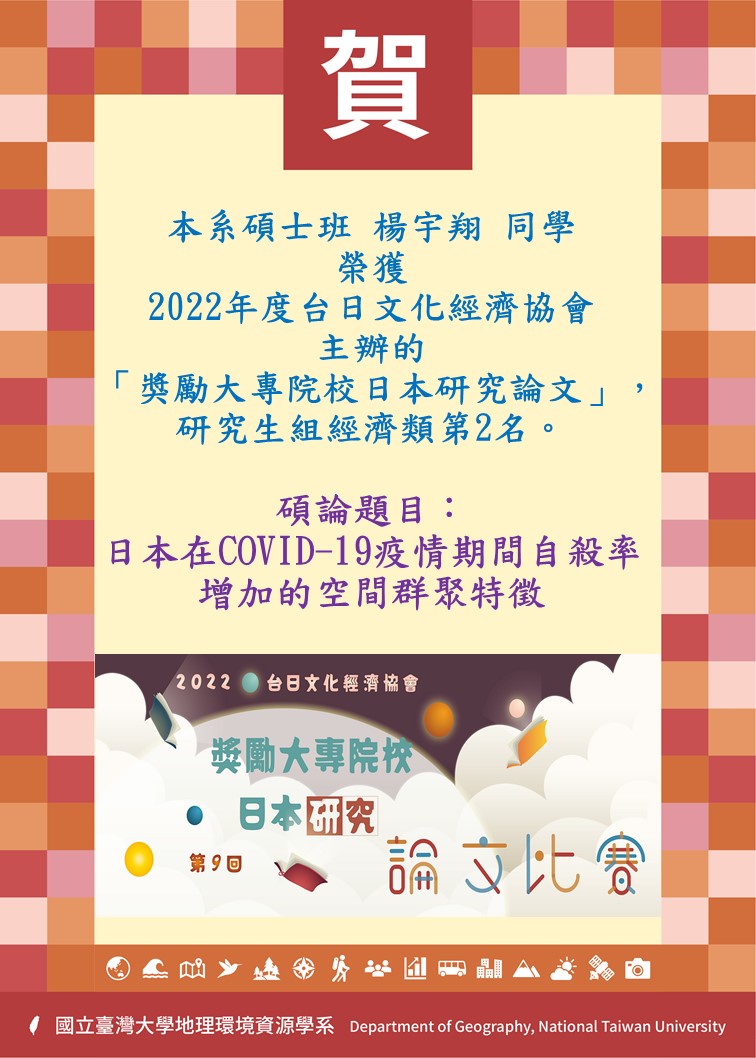 賀
本系碩士班 楊宇翔 同學
榮獲
2022年度台日文化經濟協會
主辦的
「獎勵大專院校日本研究論文」，
研究生組經濟類第2名。
碩論題目：
日本在COVID-19疫情期間自殺率
增加的空間群聚特徵
2022 台日文化經濟協會
獎勵大專院校
日本研究
第9回
論文比賽
國立臺灣大學地理環境資源學系 Department of Geography, National Taiwan University